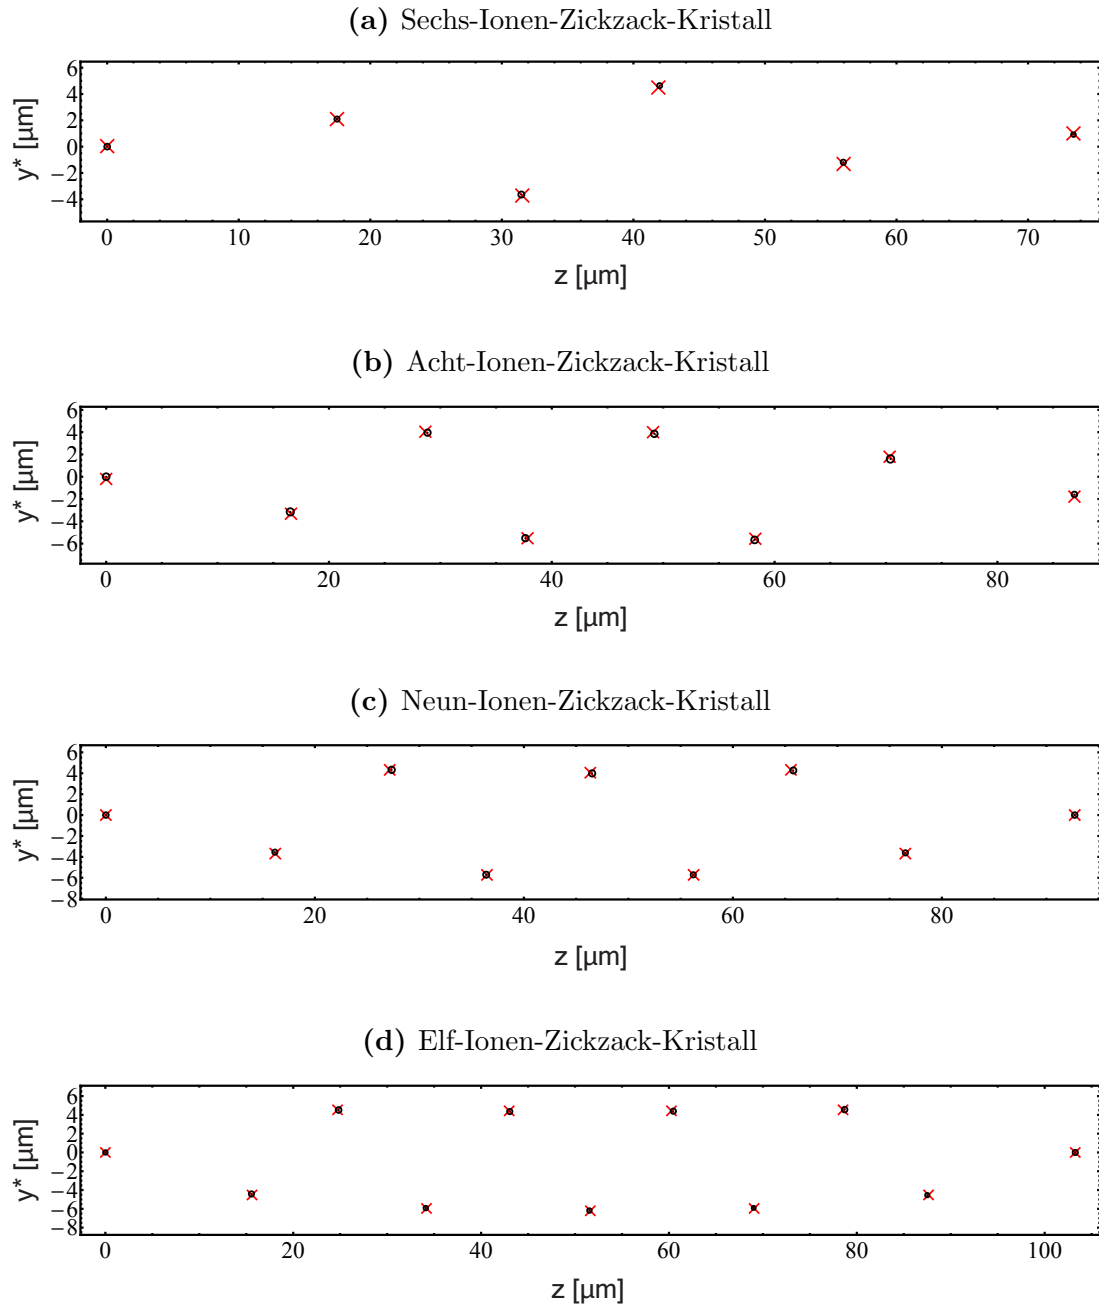 (a) Sechs-Ionen-Zickzack-Kristall
6
4
2
0
−2
−4
y* [μm]
0 10 20 30 40 50 60 70
z [μm]
(b) Acht-Ionen-Zickzack-Kristall
6
4
2
0
−2
−4
−6
y* [μm]
0 20 40 60 80
z [μm]
(c) Neun-Ionen-Zickzack-Kristall
6
4
2
0
−2
−4
−6
−8
y* [μm]
0 20 40 60 80
z [μm]
(d) Elf-Ionen-Zickzack-Kristall
6
4
2
0
−2
−4
−6
−8
y* [μm]
0 20 40 60 80 100
z [μm]